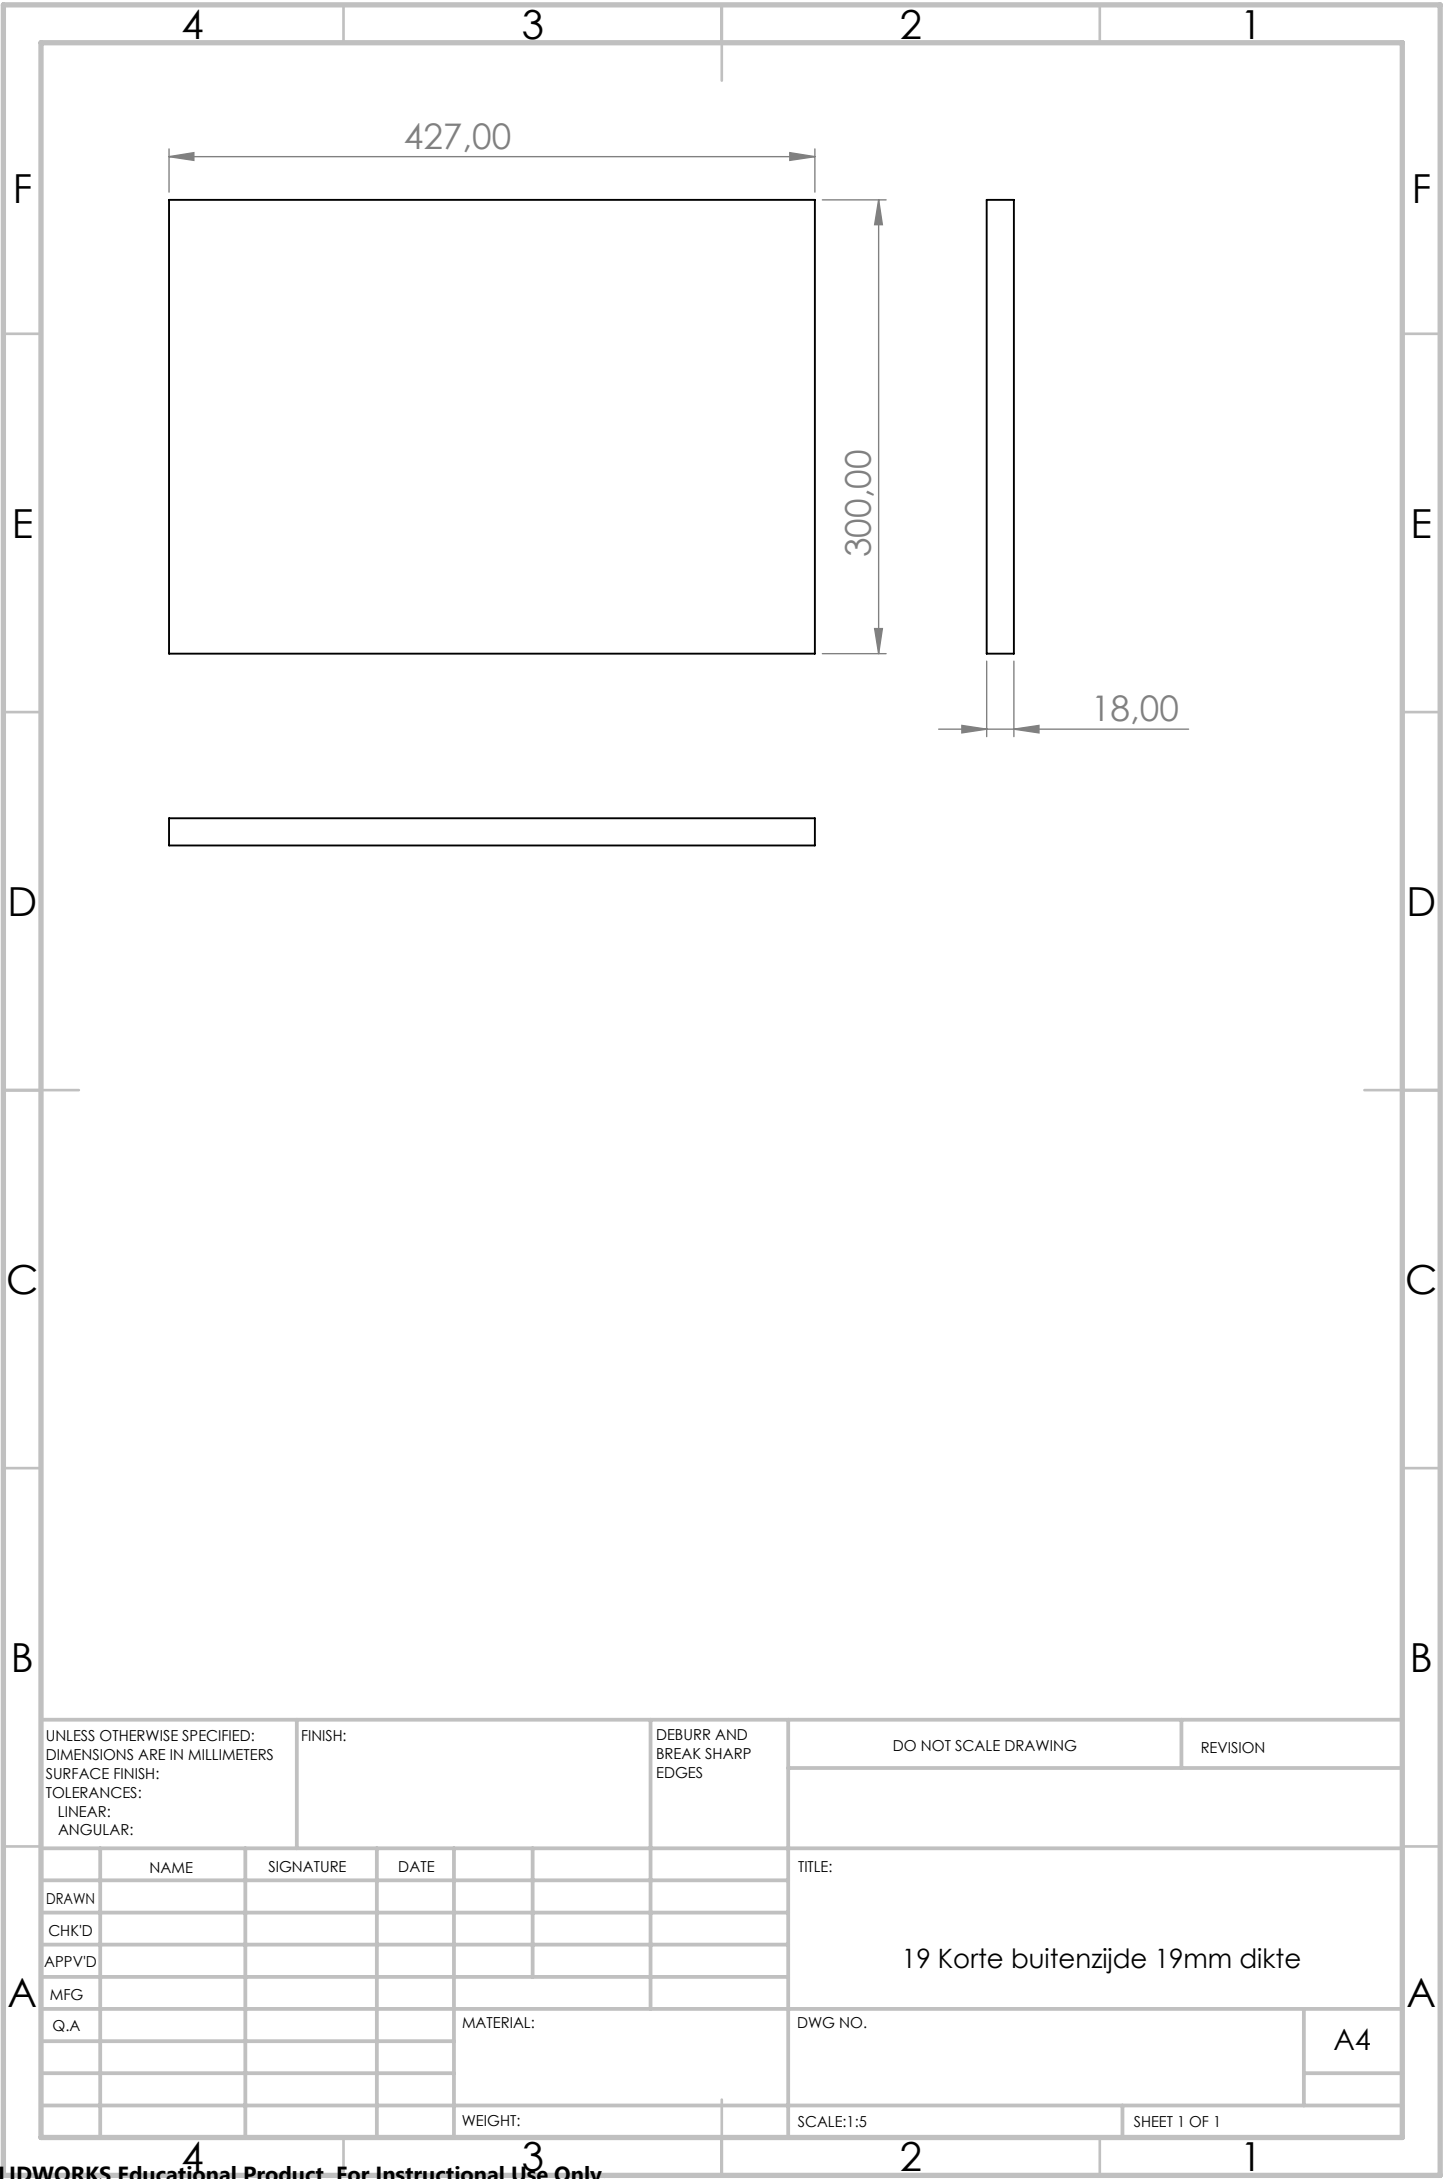 4 3 2 1
427,00
F F
300,00
E E
18,00
D D
C C
B B
UNLESS OTHERWISE SPECIFIED:
DIMENSIONS ARE IN MILLIMETERS
SURFACE FINISH:
TOLERANCES:
LINEAR:
ANGULAR:
FINISH:
DEBURR AND
BREAK SHARP
EDGES
DO NOT SCALE DRAWING
REVISION
NAME SIGNATURE DATE
DRAWN
CHK'D
APPV'D
MFG
Q.A
TITLE:
19 Korte buitenzijde 19mm dikte
A A
MATERIAL:
DWG NO.
A4
WEIGHT:
SCALE:1:5
SHEET 1 OF 1
4 3 2 1
IDWORKS Educational Product. For Instructional Use Only.